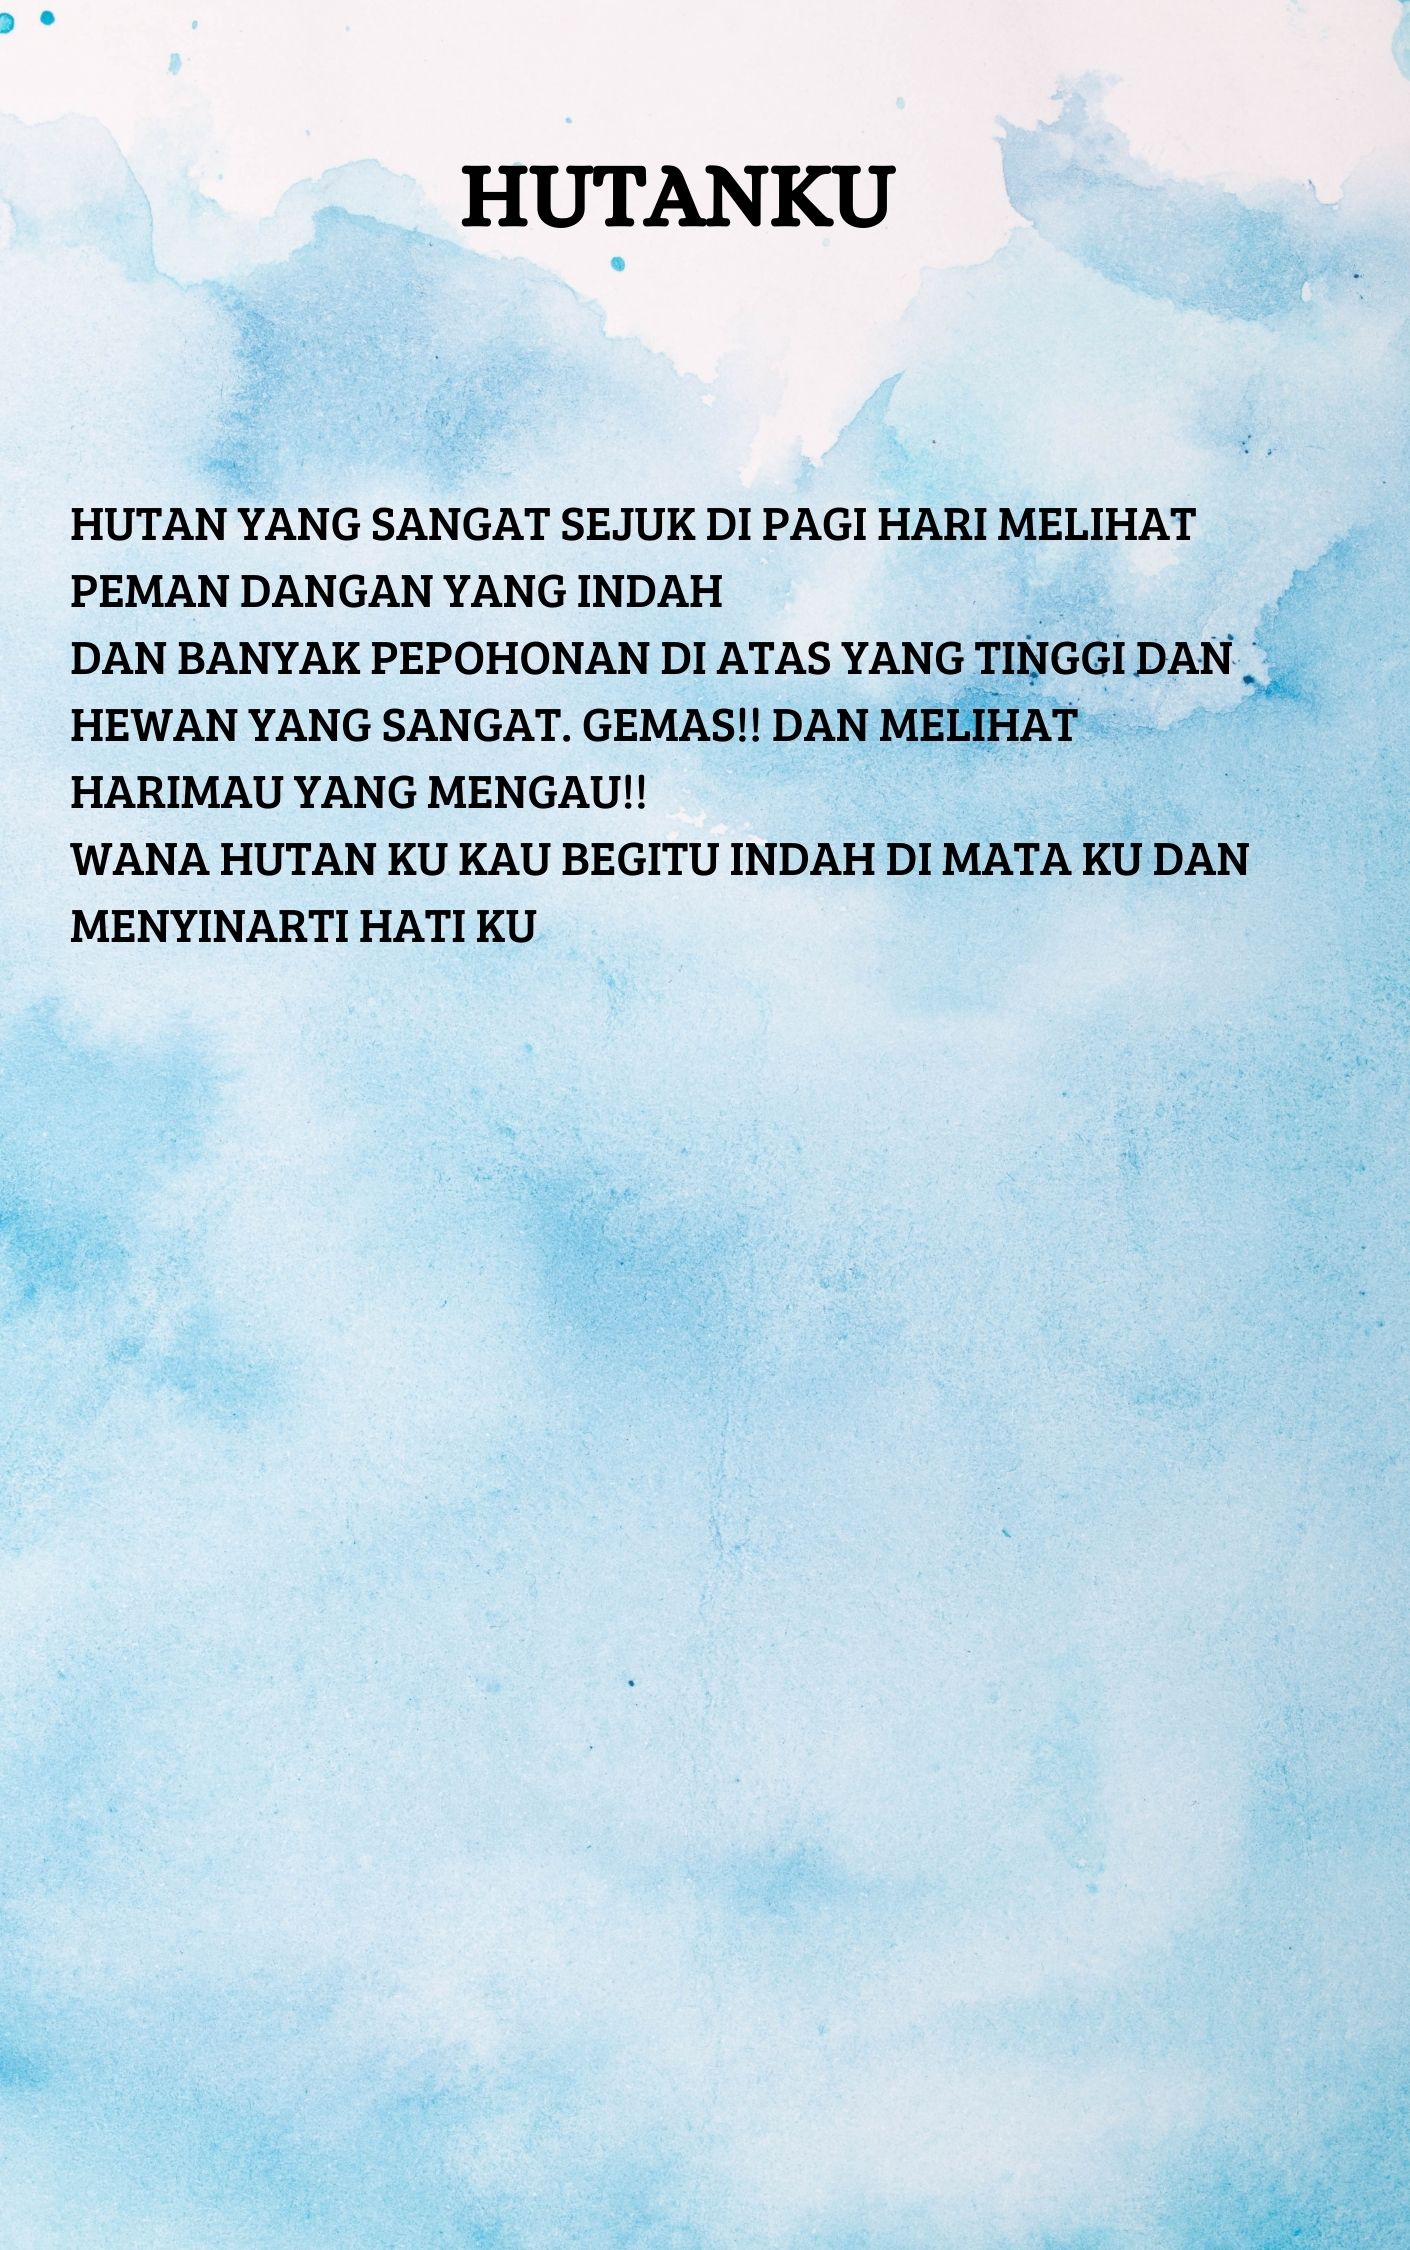 HUTANKU
HUTAN YANG SANGAT SEJUK DI PAGI HARI MELIHAT
PEMAN DANGAN YANG INDAH
DAN BANYAK PEPOHONAN DI ATAS YANG TINGGI DAN
HEWAN YANG SANGAT. GEMAS!! DAN MELIHAT
HARIMAU YANG MENGAU!!
WANA HUTAN KU KAU BEGITU INDAH DI MATA KU DAN
MENYINARTI HATI KU